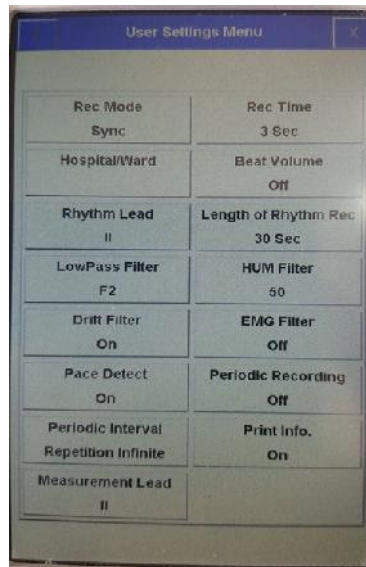 User Settings Menu
X
Rec Mode
Sync
Rec Time
3 Sec
Hospital/Ward
Beat Volume
Off
Rhythm Lead
II
Length of Rhythm Rec
30 Sec
LowPass Filter
F2
HUM Filter
50
Drift Filter
On
EMG Filter
Off
Pace Detect
On
Periodic Recording
Off
Periodic Interval
Repetition Infinite
Print Info.
On
Measurement Lead
II